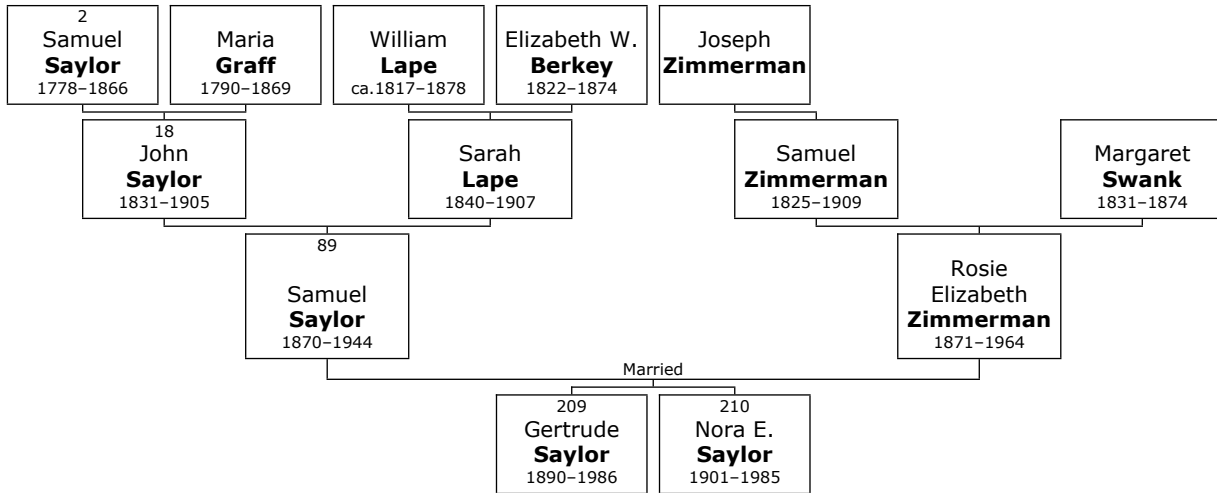 2
Samuel
Saylor
1778–1866
Maria
Graff
1790–1869
William
Lape
ca.1817–1878
Elizabeth W.
Berkey
1822–1874
Joseph
Zimmerman
18
John
Saylor
1831–1905
Sarah
Lape
1840–1907
Samuel
Zimmerman
1825–1909
Margaret
Swank
1831–1874
89
Samuel
Saylor
1870–1944
Rosie
Elizabeth
Zimmerman
1871–1964
Married
209
Gertrude
Saylor
1890–1986
210
Nora E.
Saylor
1901–1985